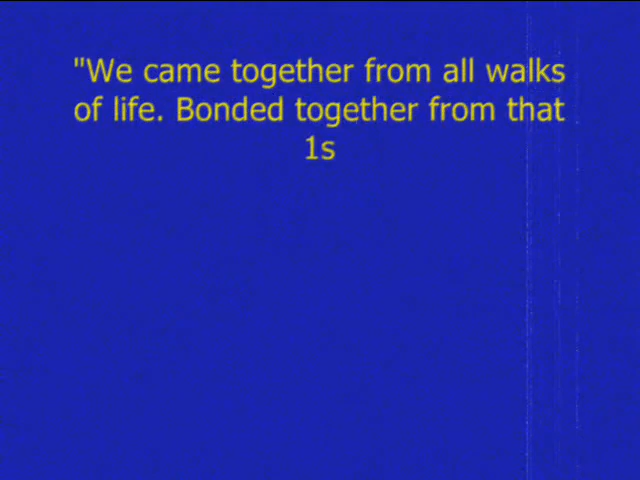 "We came together from all walks
of life. Bonded together from that
1s